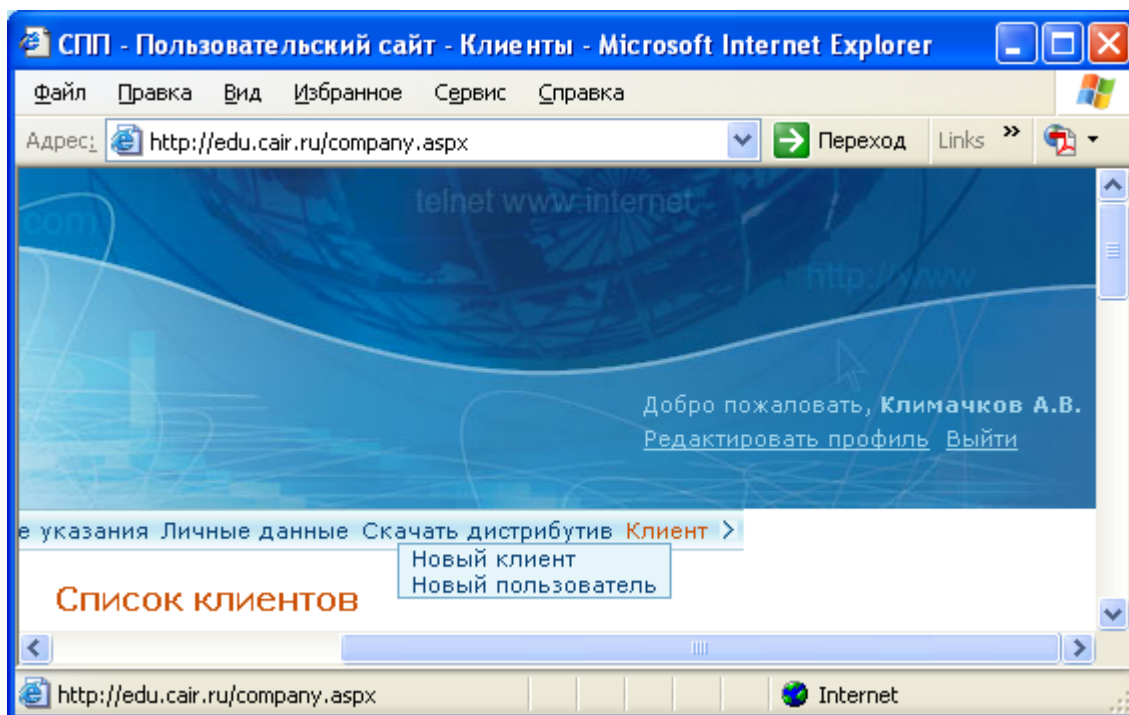 СПП - Пользовательский сайт - Клиенты - Microsoft Internet Explorer
Файл Правка Вид Избранное Сервис Справка
Адрес: http://edu.cair.ru/company.aspx Переход Links »
telnet www internet
.com
http://www
Добро пожаловать, Климачков А.В.
Редактировать профиль Выйти
е указания Личные данные Скачать дистрибутив Клиент >
Новый клиент
Новый пользователь
Список клиентов
http://edu.cair.ru/company.aspx Internet